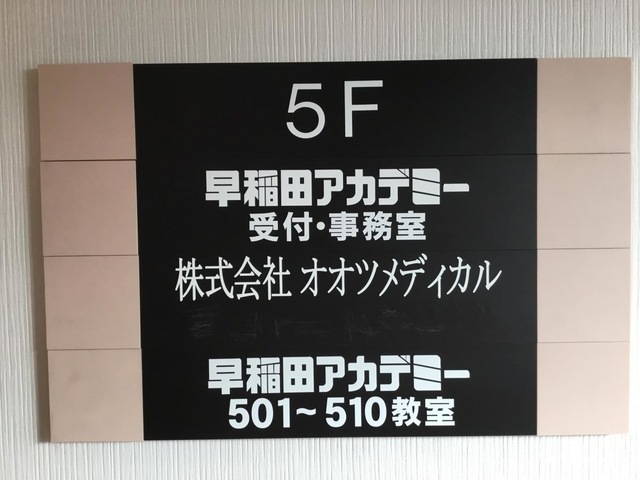 5F
早稲田アカデミー
受付・事務室
株式会社 オオツメディカル
早稲田アカデミー
501～510教室